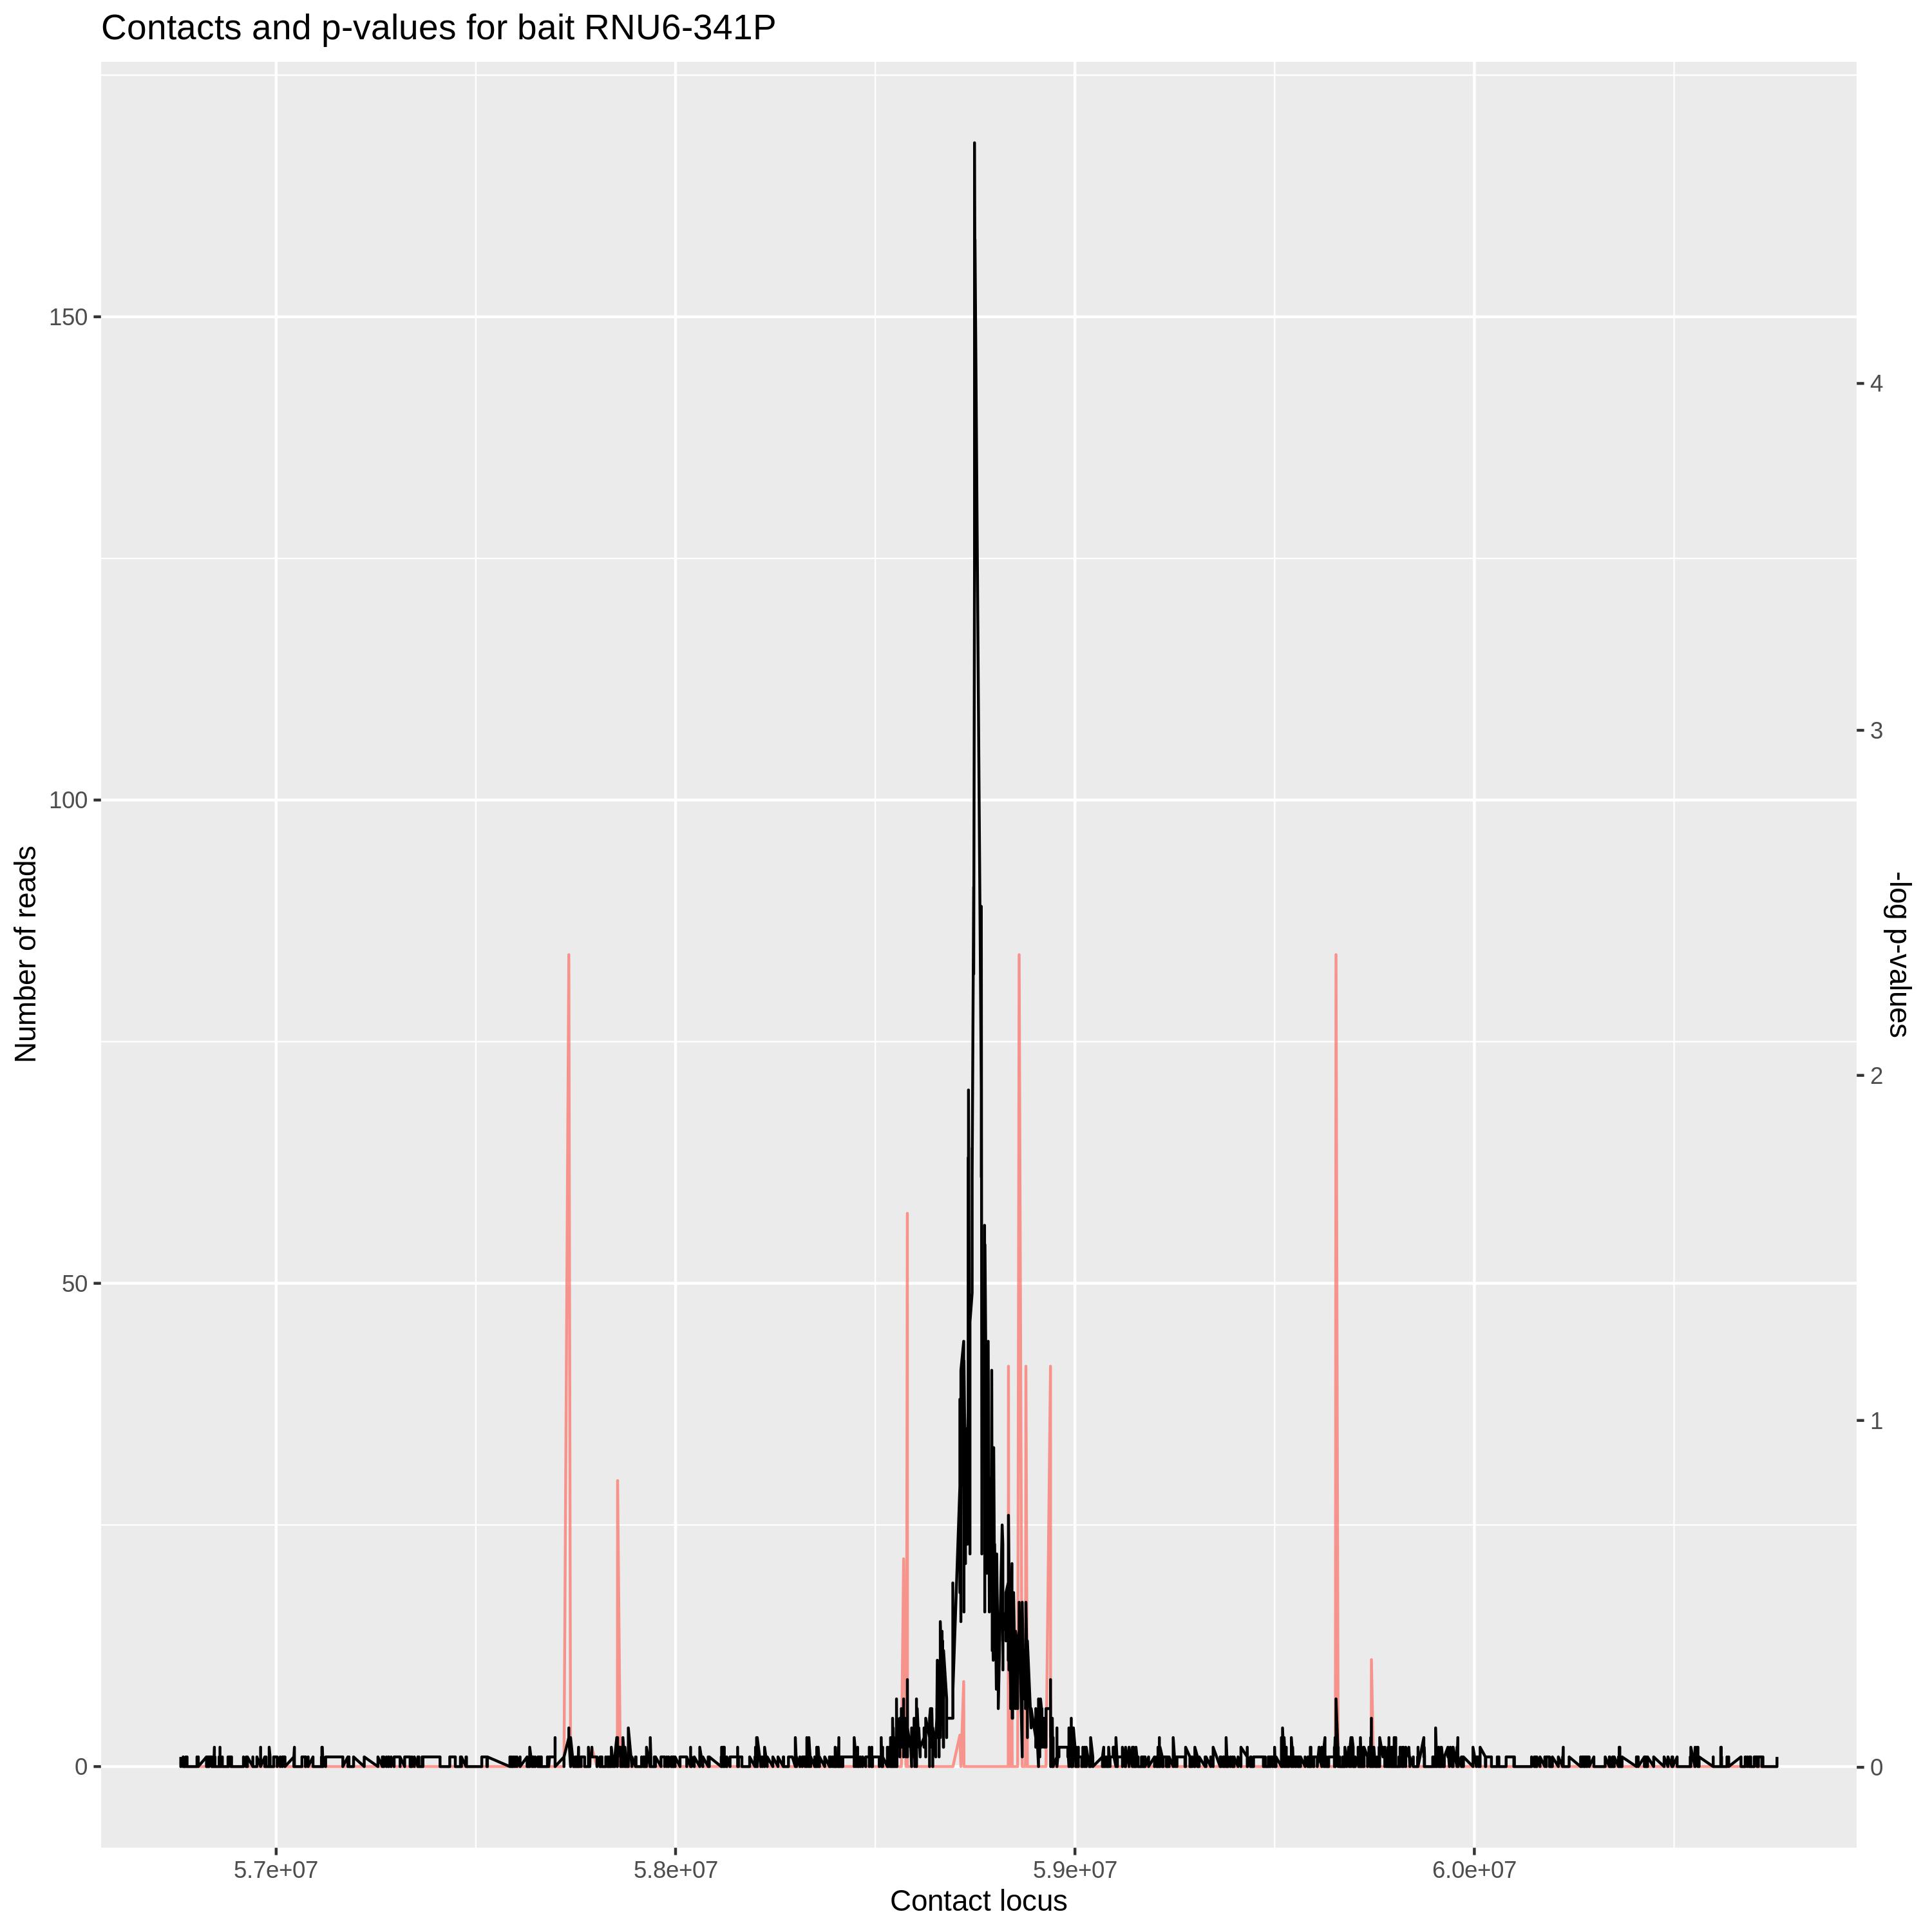 Contacts and p-values for bait RNU6-341P
150
100
50
0
4
3
2
1
0
Number of reads
-log p-values
5.7e+07
5.8e+07
5.9e+07
6.0e+07
Contact locus